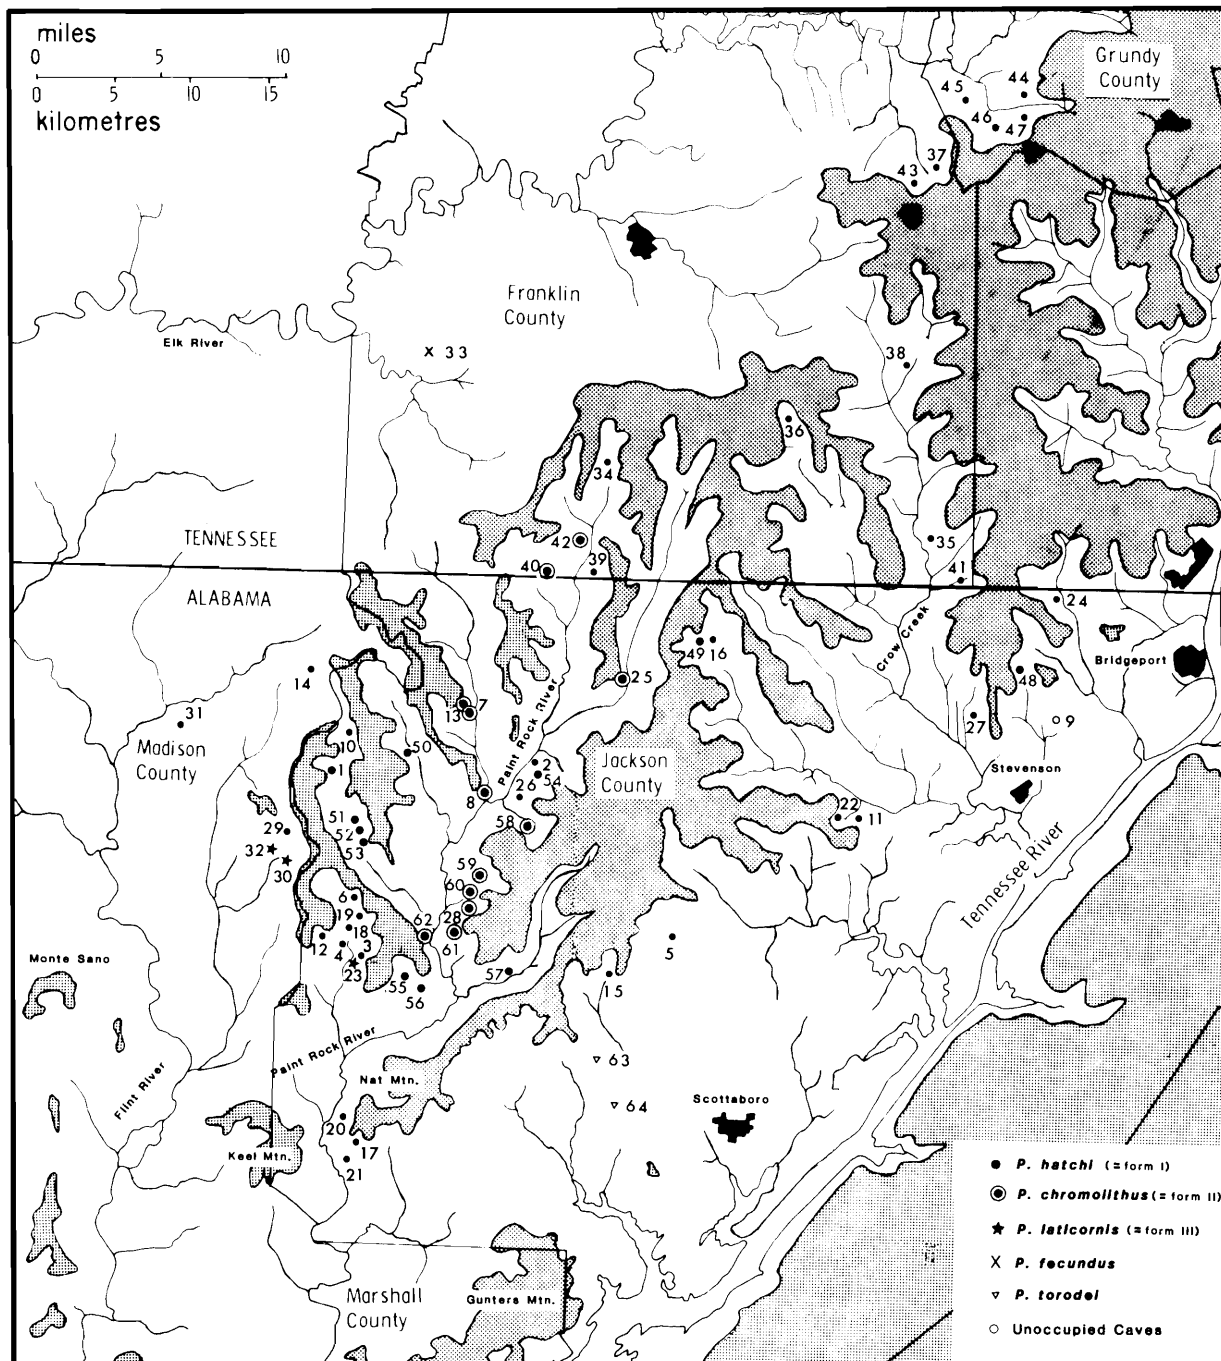 miles
0 5 10
0 5 10 15
kilometres
Grundy
County
45
44
46
47
37
43
Franklin
County
Elk River
X 33
38
36
34
42
35
TENNESSEE
40
39
41
ALABAMA
24
Crow Creek
49 16
Bridgeport
14
25
48
7
13
31
9
27
Madison
County
10
50
Paint Rock River
2
Jackson
County
1
54
Stevenson
26
8
22
11
51
58
29
52
53
32
30
59
Tennessee River
60
6
19
28
62
18
12
4
3
61
5
Monte Sano
23
57
55
15
56
Paint Rock River
63
Nat Mtn.
Flint River
64
Scottaboro
20
Keel Mtn.
17
21
● P. hatchi (= form I)
◉ P. chromolithus (= form II)
★ P. laticornis (= form III)
X P. fecundus
▿ P. torodei
○ Unoccupied Caves
Marshall
County
Gunters Mtn.